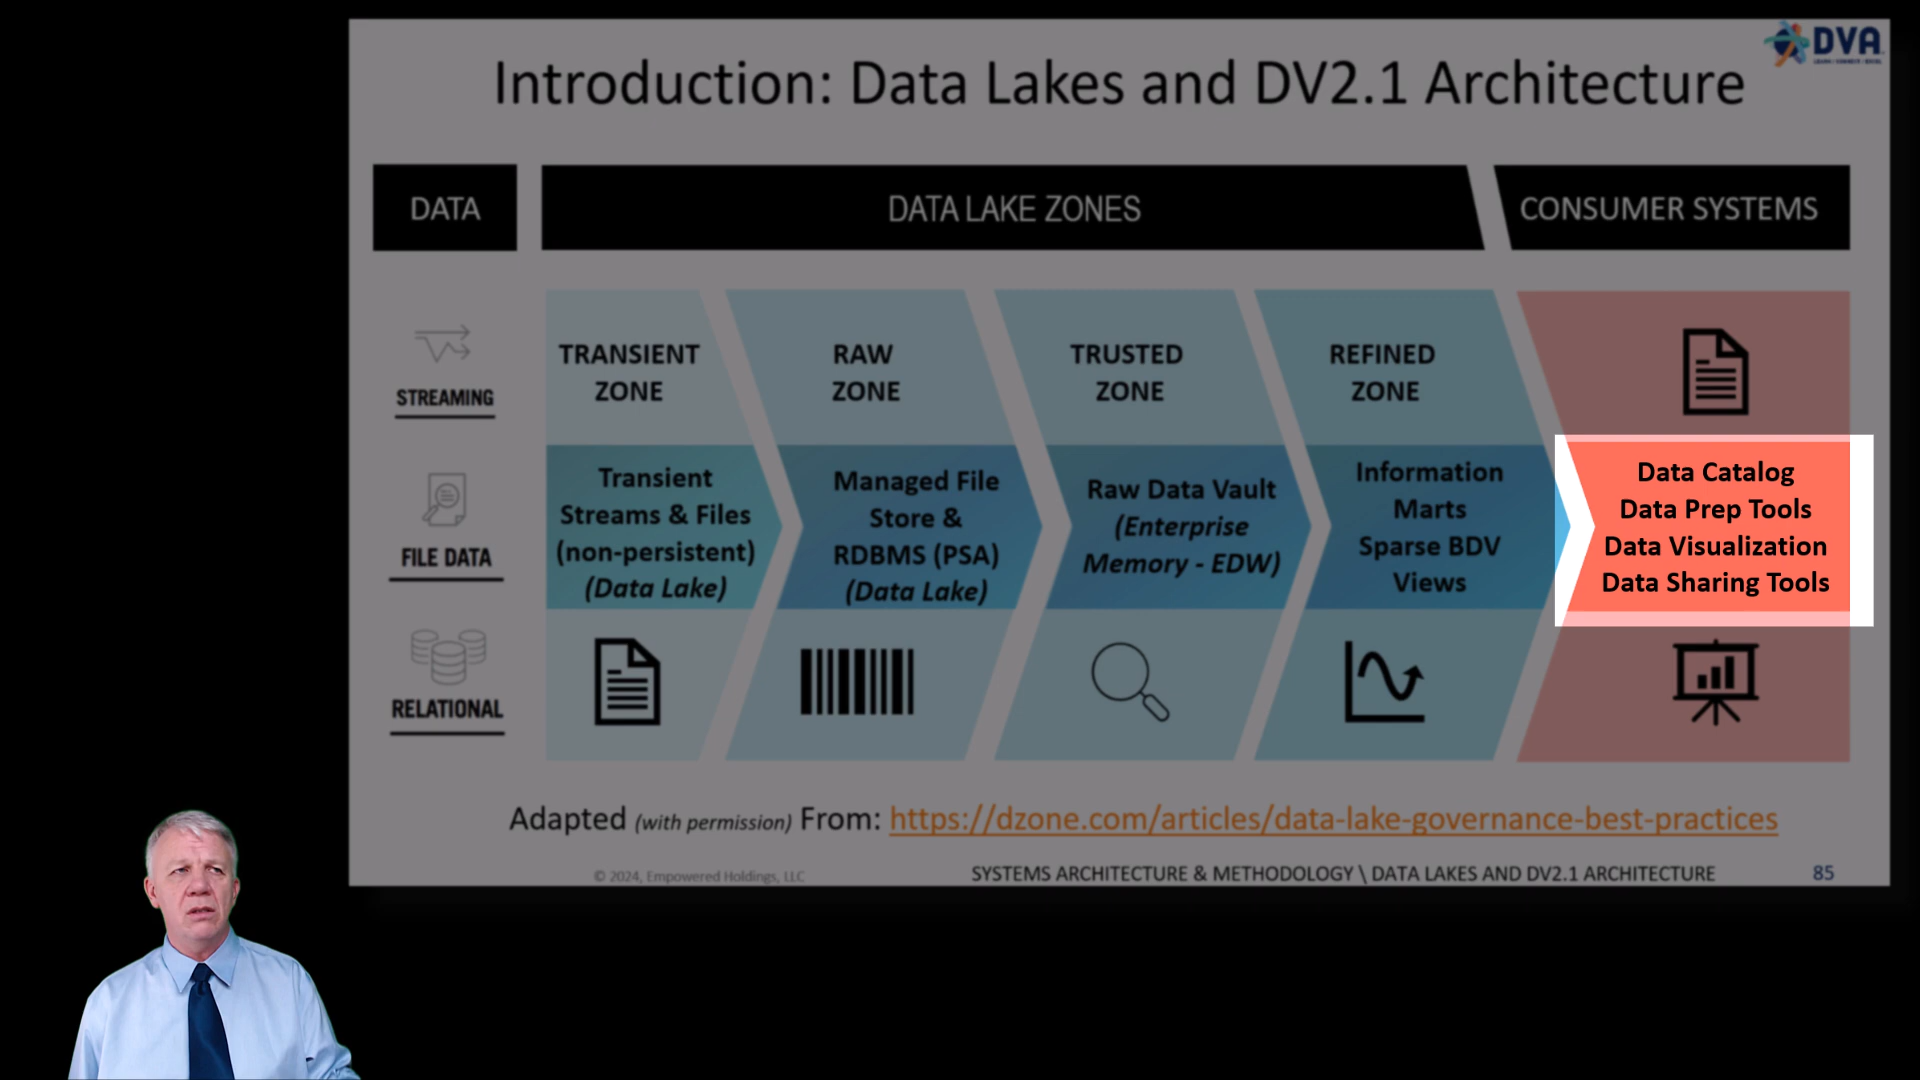 DVA
Introduction: Data Lakes and DV2.1 Architecture
DATA
DATA LAKE ZONES
CONSUMER SYSTEMS
STREAMING
FILE DATA
RELATIONAL
TRANSIENT
ZONE
Transient
Streams & Files
(non-persistent)
(Data Lake)
RAW
ZONE
Managed File
Store &
RDBMS (PSA)
(Data Lake)
TRUSTED
ZONE
Raw Data Vault
(Enterprise
Memory - EDW)
REFINED
ZONE
Information
Marts
Sparse BDV
Views
Data Catalog
Data Prep Tools
Data Visualization
Data Sharing Tools
Adapted (with permission) From: https://dzone.com/articles/data-lake-governance-best-practices
© 2024, Empowered Holdings, LLC
SYSTEMS ARCHITECTURE & METHODOLOGY \ DATA LAKES AND DV2.1 ARCHITECTURE
85